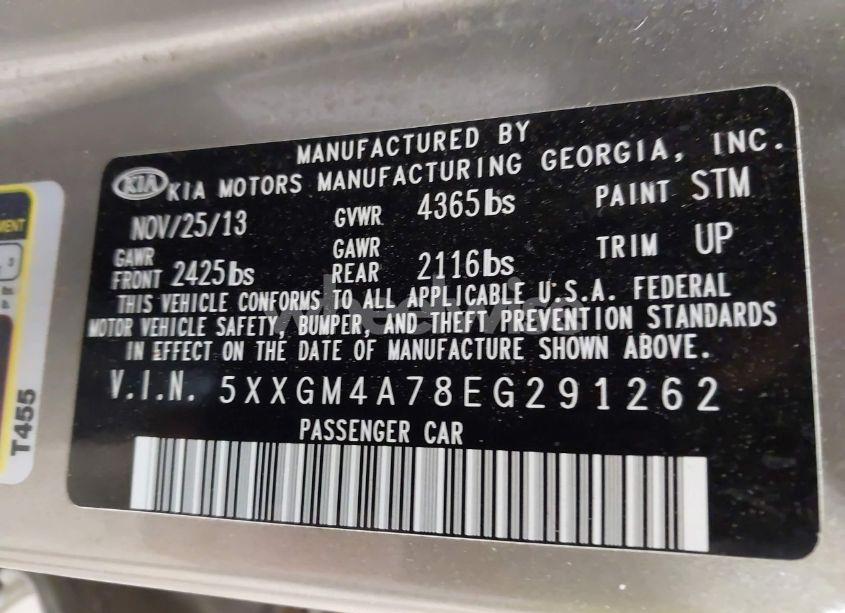 MANUFACTURED BY
KIA KIA MOTORS MANUFACTURING GEORGIA, INC.
NOV/25/13 GVWR 4365lbs PAINT STM
GAWR FRONT 2425lbs GAWR REAR 2116lbs TRIM UP
THIS VEHICLE CONFORMS TO ALL APPLICABLE U.S.A. FEDERAL
MOTOR VEHICLE SAFETY, BUMPER, AND THEFT PREVENTION STANDARDS
IN EFFECT ON THE DATE OF MANUFACTURE SHOWN ABOVE.
V.I.N. 5XXGM4A78EG291262
PASSENGER CAR
T455